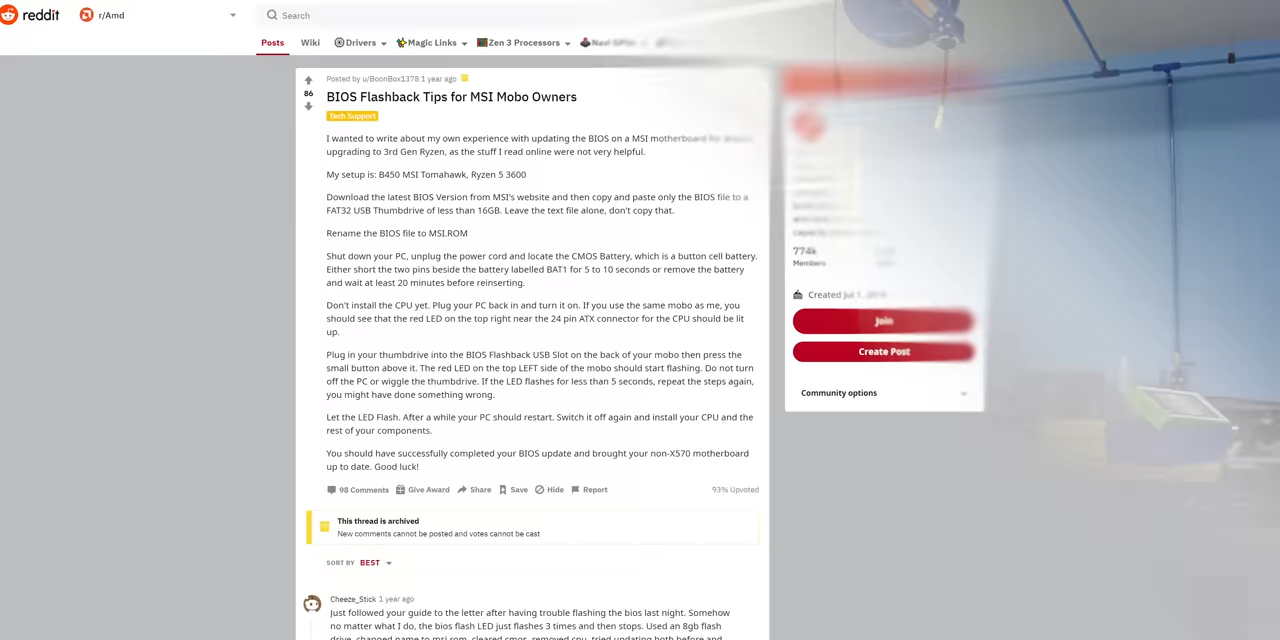 reddit
r/Amd
Search
Posts
Wiki
Drivers
Magic Links
Zen 3 Processors
Posted by u/BoonBox1378 1 year ago
86
BIOS Flashback Tips for MSI Mobo Owners
Tech Support
I wanted to write about my own experience with updating the BIOS on a MSI motherboard for
upgrading to 3rd Gen Ryzen, as the stuff I read online were not very helpful.
My setup is: B450 MSI Tomahawk, Ryzen 5 3600
Download the latest BIOS Version from MSI's website and then copy and paste only the BIOS file to a
FAT32 USB Thumbdrive of less than 16GB. Leave the text file alone, don't copy that.
Rename the BIOS file to MSI.ROM
Shut down your PC, unplug the power cord and locate the CMOS Battery, which is a button cell battery.
Either short the two pins beside the battery labelled BAT1 for 5 to 10 seconds or remove the battery
and wait at least 20 minutes before reinserting.
Don't install the CPU yet. Plug your PC back in and turn it on. If you use the same mobo as me, you
should see that the red LED on the top right near the 24 pin ATX connector for the CPU should be lit
up.
Plug in your thumbdrive into the BIOS Flashback USB Slot on the back of your mobo then press the
small button above it. The red LED on the top LEFT side of the mobo should start flashing. Do not turn
off the PC or wiggle the thumbdrive. If the LED flashes for less than 5 seconds, repeat the steps again,
you might have done something wrong.
Let the LED Flash. After a while your PC should restart. Switch it off again and install your CPU and the
rest of your components.
You should have successfully completed your BIOS update and brought your non-X570 motherboard
up to date. Good luck!
98 Comments
Give Award
Share
Save
Hide
Report
93% Upvoted
This thread is archived
New comments cannot be posted and votes cannot be cast
SORT BY BEST
Cheeze_Stick 1 year ago
Just followed your guide to the letter after having trouble flashing the bios last night. Somehow
no matter what I do, the bios flash LED just flashes 3 times and then stops. Used an 8gb flash
drive, changed name to msi.rom, cleared cmos, removed cpu, tried updating both before and
774k
Members
Created Jul 1,
Join
Create Post
Community options